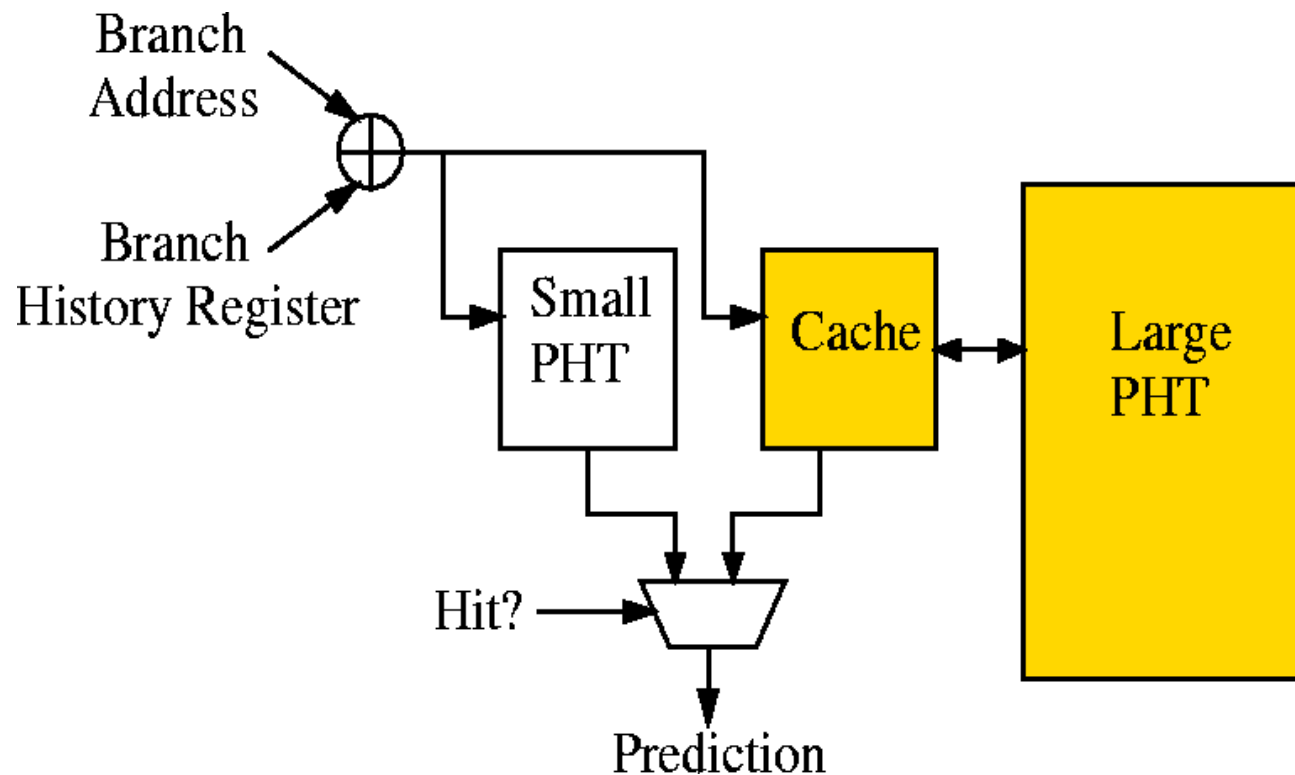 Branch
Address
Branch
History Register
Small
PHT
Cache
Large
PHT
Hit?
Prediction